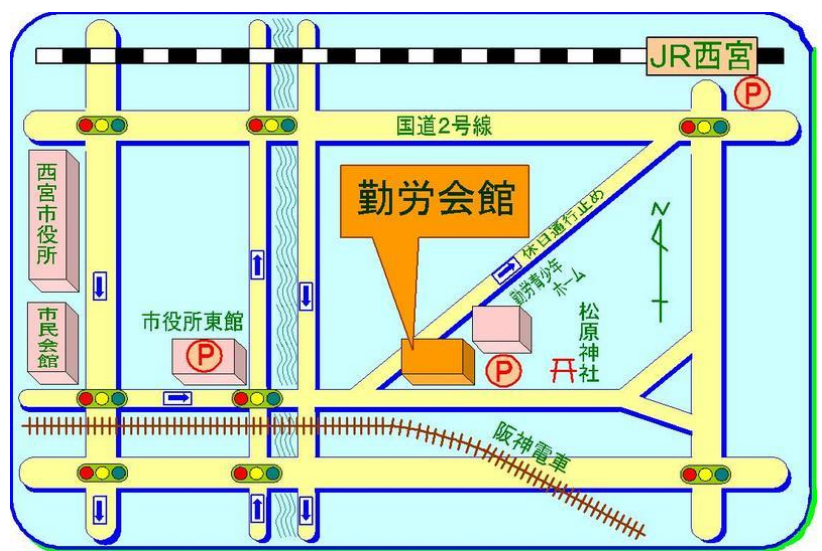 JR西宮
P
国道2号線
西宮市役所
勤労会館
休日通行止め
N
勤労青少年
ホーム
市民会館
市役所東館
P
松原神社
P
阪神電車